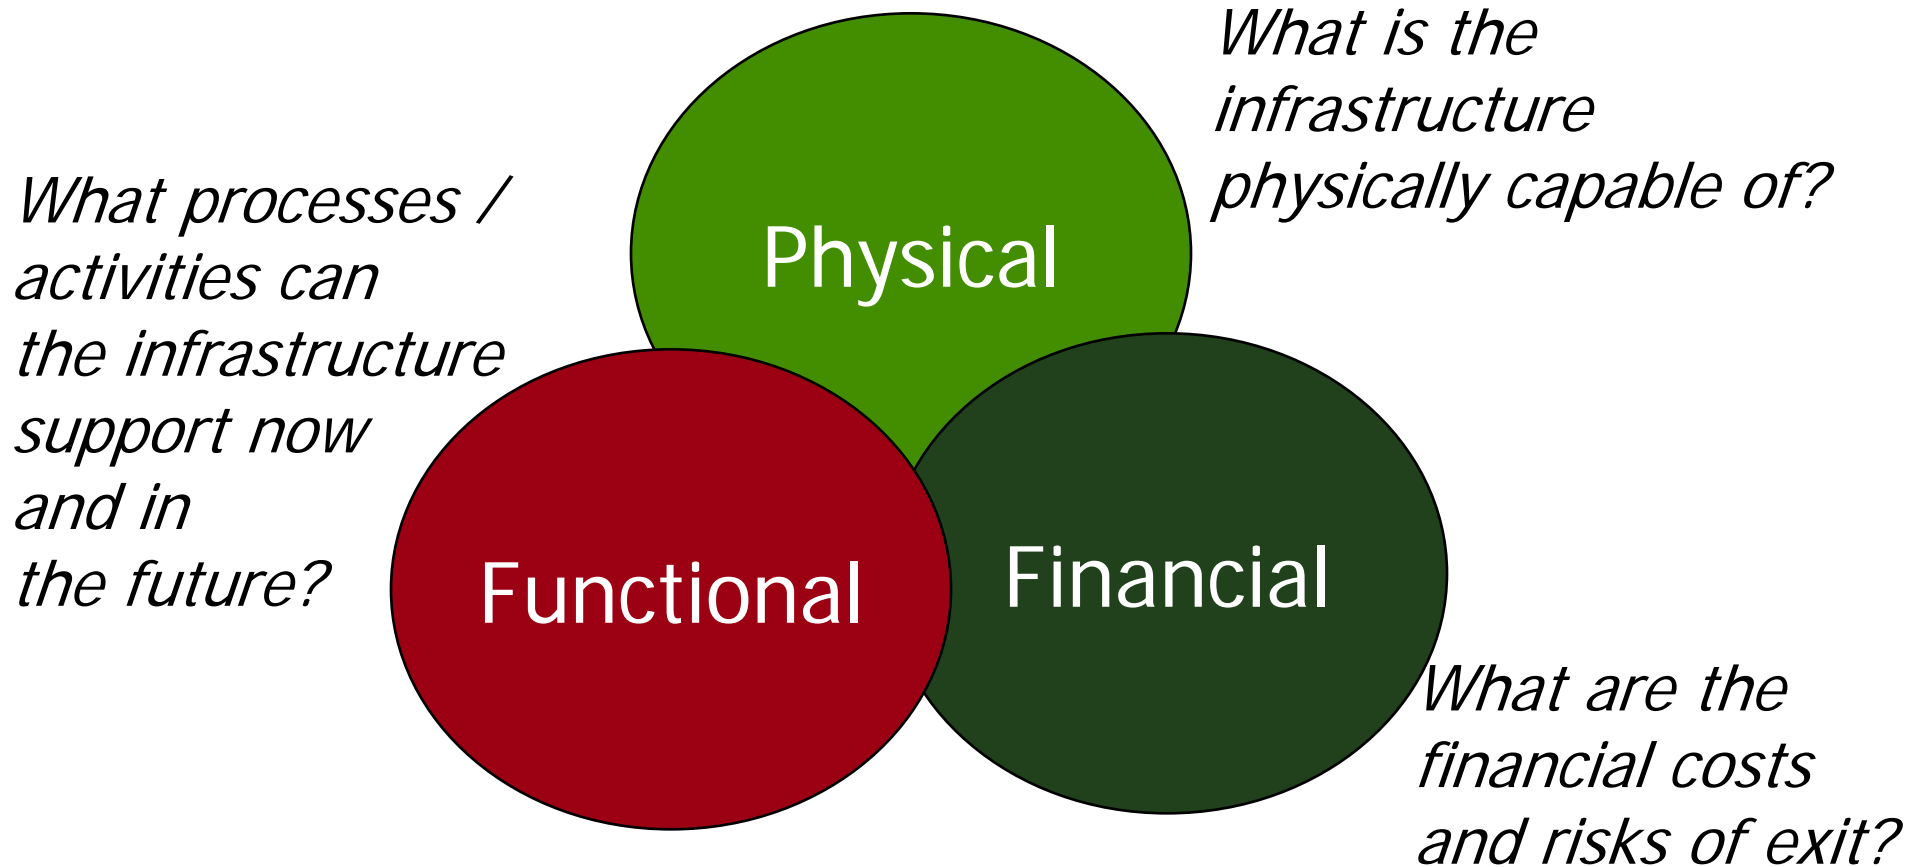 What is the
infrastructure
physically capable of?
What processes /
activities can
the infrastructure
support now
and in
the future?
Physical
Functional
Financial
What are the
financial costs
and risks of exit?